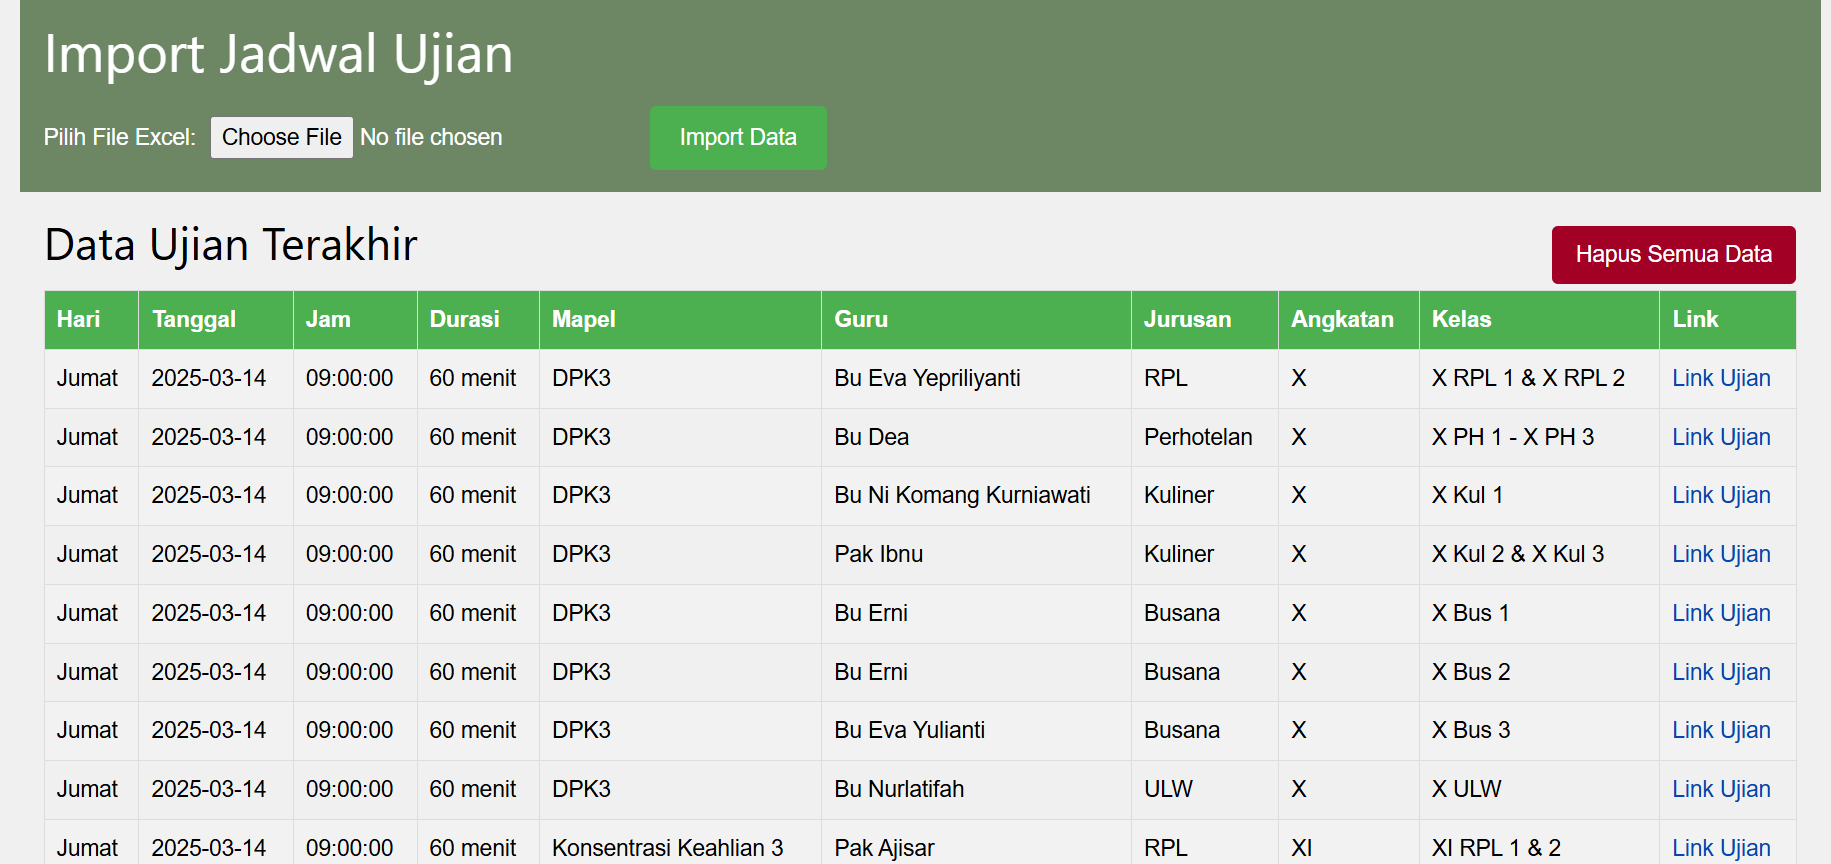 Import Jadwal Ujian
Pilih File Excel: Choose File No file chosen Import Data
Data Ujian Terakhir
Hapus Semua Data
Hari Tanggal Jam Durasi Mapel Guru Jurusan Angkatan Kelas Link
Jumat 2025-03-14 09:00:00 60 menit DPK3 Bu Eva Yepriliyanti RPL X X RPL 1 & X RPL 2 Link Ujian
Jumat 2025-03-14 09:00:00 60 menit DPK3 Bu Dea Perhotelan X X PH 1 - X PH 3 Link Ujian
Jumat 2025-03-14 09:00:00 60 menit DPK3 Bu Ni Komang Kurniawati Kuliner X X Kul 1 Link Ujian
Jumat 2025-03-14 09:00:00 60 menit DPK3 Pak Ibnu Kuliner X X Kul 2 & X Kul 3 Link Ujian
Jumat 2025-03-14 09:00:00 60 menit DPK3 Bu Erni Busana X X Bus 1 Link Ujian
Jumat 2025-03-14 09:00:00 60 menit DPK3 Bu Erni Busana X X Bus 2 Link Ujian
Jumat 2025-03-14 09:00:00 60 menit DPK3 Bu Eva Yulianti Busana X X Bus 3 Link Ujian
Jumat 2025-03-14 09:00:00 60 menit DPK3 Bu Nurlatifah ULW X X ULW Link Ujian
Jumat 2025-03-14 09:00:00 60 menit Konsentrasi Keahlian 3 Pak Ajisar RPL XI XI RPL 1 & 2 Link Ujian